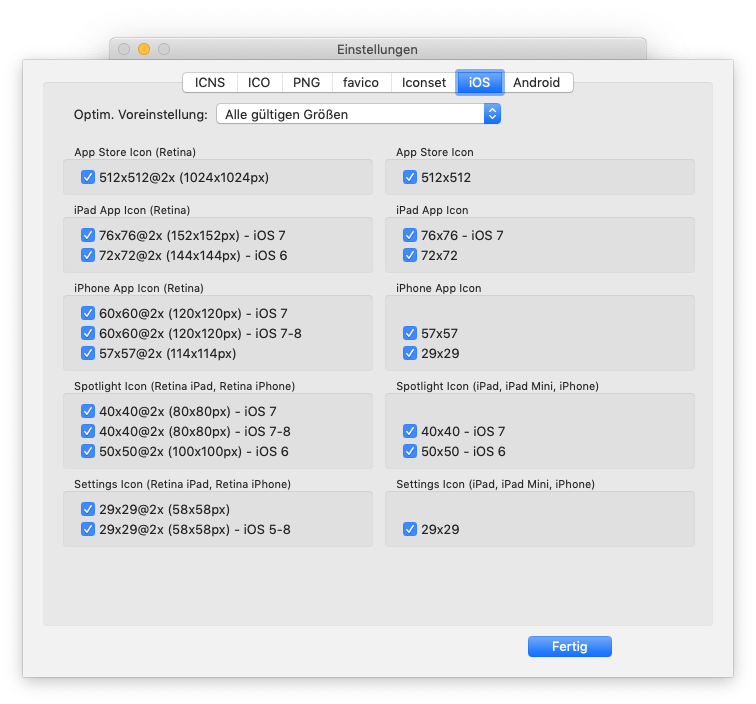 Einstellungen
ICNS ICO PNG favico Iconset iOS Android
Optim. Voreinstellung: Alle gültigen Größen
App Store Icon (Retina)
512x512@2x (1024x1024px)
App Store Icon
512x512
iPad App Icon (Retina)
76x76@2x (152x152px) - iOS 7
72x72@2x (144x144px) - iOS 6
iPad App Icon
76x76 - iOS 7
72x72
iPhone App Icon (Retina)
60x60@2x (120x120px) - iOS 7
60x60@2x (120x120px) - iOS 7-8
57x57@2x (114x114px)
iPhone App Icon
57x57
29x29
Spotlight Icon (Retina iPad, Retina iPhone)
40x40@2x (80x80px) - iOS 7
40x40@2x (80x80px) - iOS 7-8
50x50@2x (100x100px) - iOS 6
Spotlight Icon (iPad, iPad Mini, iPhone)
40x40 - iOS 7
50x50 - iOS 6
Settings Icon (Retina iPad, Retina iPhone)
29x29@2x (58x58px)
29x29@2x (58x58px) - iOS 5-8
Settings Icon (iPad, iPad Mini, iPhone)
29x29
Fertig